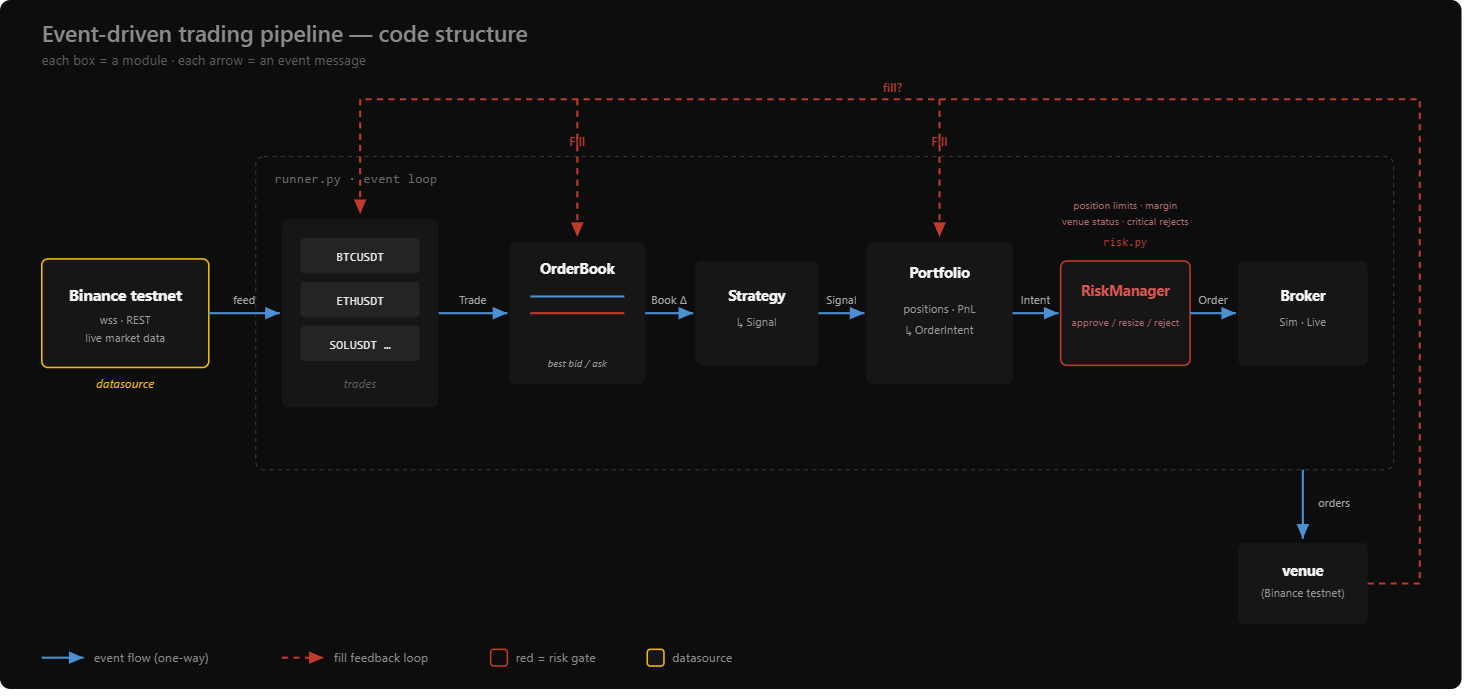 Event-driven trading pipeline — code structure
each box = a module · each arrow = an event message
fill?
Fill
Fill
runner.py · event loop
position limits · margin
venue status · critical rejects
risk.py
Binance testnet
wss · REST
live market data
datasource
feed
BTCUSDT
ETHUSDT
SOLUSDT …
trades
Trade
OrderBook
best bid / ask
Book Δ
Strategy
↳ Signal
Signal
Portfolio
positions · PnL
↳ OrderIntent
Intent
RiskManager
approve / resize / reject
Order
Broker
Sim · Live
orders
venue
(Binance testnet)
event flow (one-way)
fill feedback loop
red = risk gate
datasource